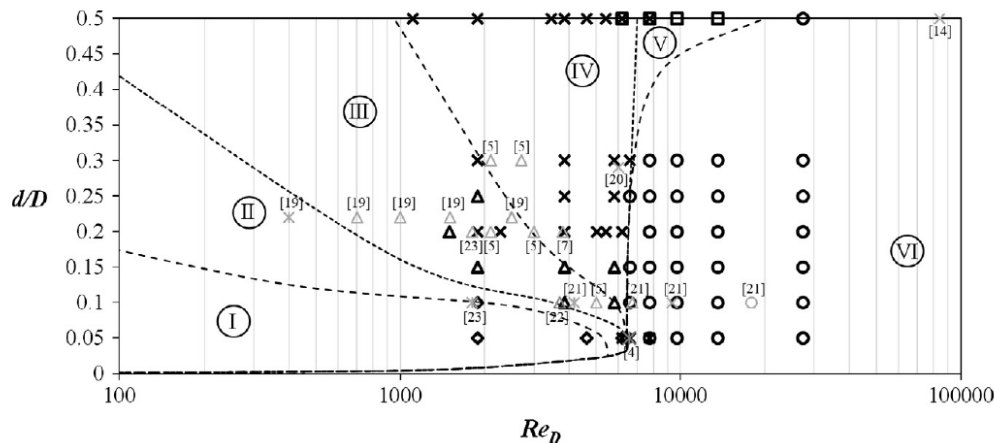 0.5
[14]
V
0.45
IV
0.4
III
0.35
[5] [5]
0.3
[20]
d/D 0.25
[19] [19] [19] [19] [19]
II
0.2
[23] [5] [5] [7]
VI
0.15
[21] [5] [21] [21] [21]
0.1
[23] [22]
I
0.05
[4]
0
100 1000 10000 100000
Re_D